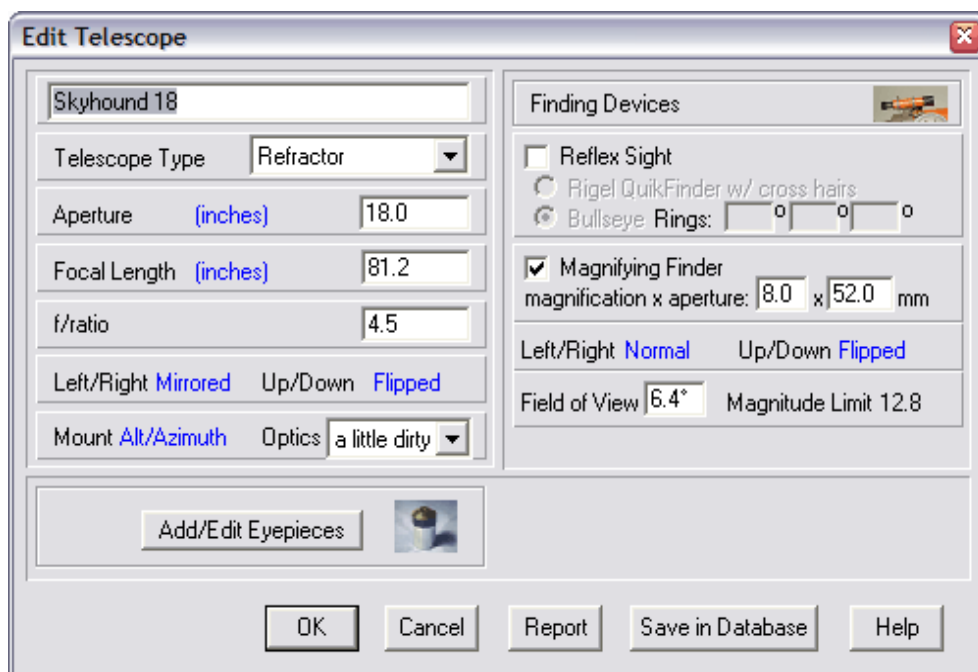 Edit Telescope
Skyhound 18
Telescope Type Refractor
Aperture (inches) 18.0
Focal Length (inches) 81.2
f/ratio 4.5
Left/Right Mirrored Up/Down Flipped
Mount Alt/Azimuth Optics a little dirty
Add/Edit Eyepieces
Finding Devices
Reflex Sight
Rigel QuikFinder w/ cross hairs
Bullseye Rings: º º º
Magnifying Finder
magnification x aperture: 8.0 x 52.0 mm
Left/Right Normal Up/Down Flipped
Field of View 6.4° Magnitude Limit 12.8
OK Cancel Report Save in Database Help